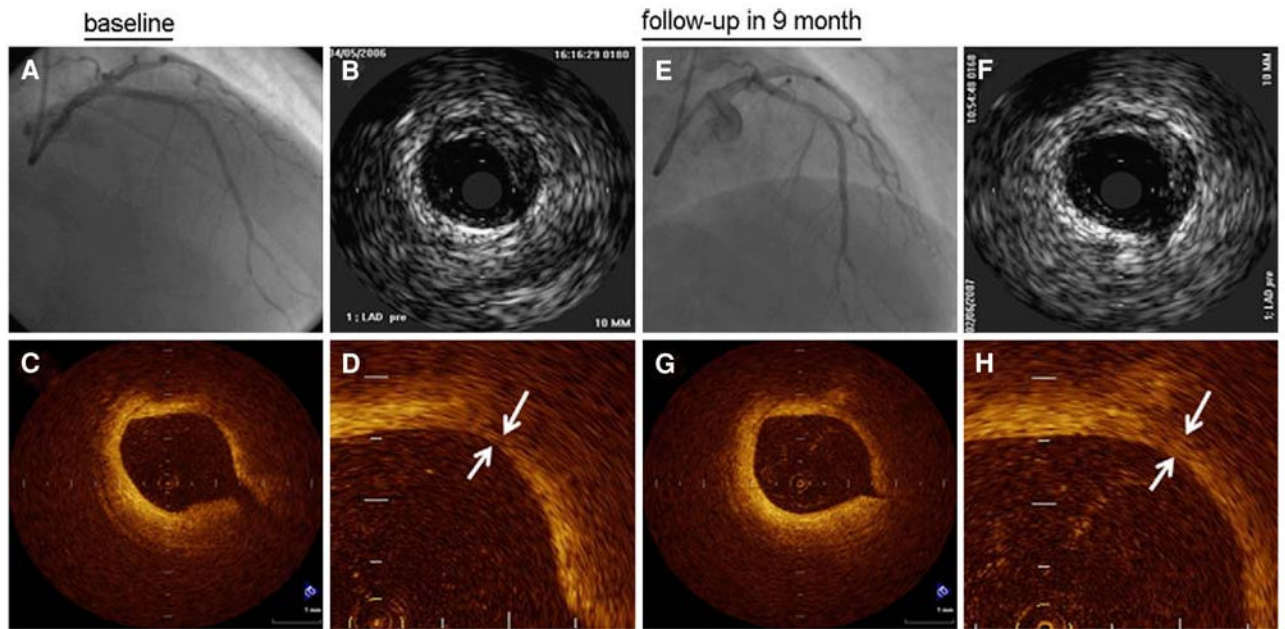 baseline
follow-up in 9 month
A
B
04/05/2006
16:16:29 0180
1 ; LAD pre
10 MM
E
F
10:54:48 0168
10 MM
02/06/2007
1; LAD pre
C
1 mm
D
G
1 mm
H